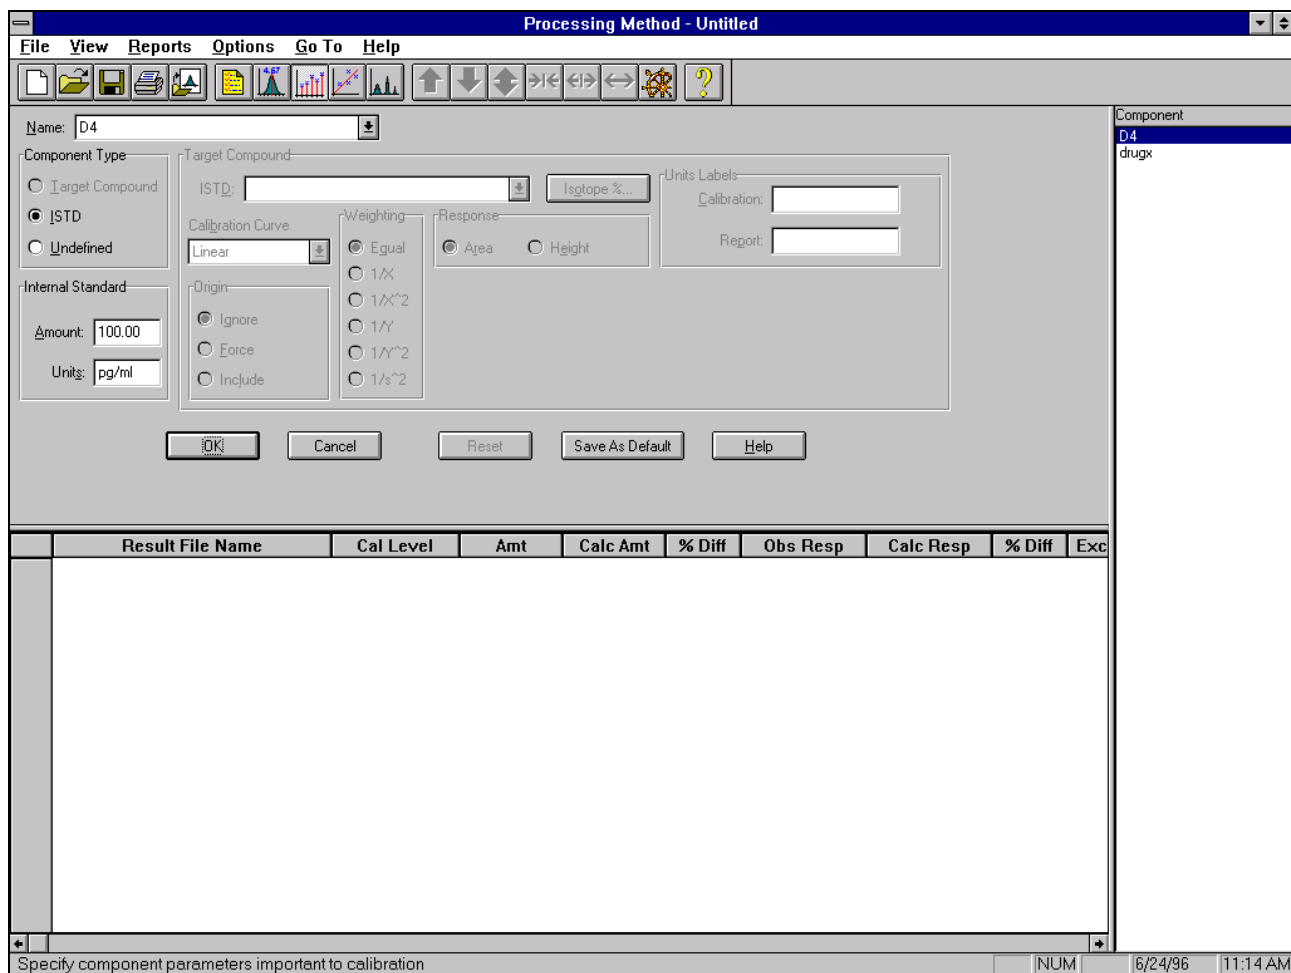 Processing Method - Untitled
File View Reports Options Go To Help
4.67
Name: D4
Component Type
Target Compound
ISTD
Undefined
Internal Standard
Amount: 100.00
Units: pg/ml
Target Compound
ISTD:
Isotope %...
Calibration Curve
Linear
Origin
Ignore
Force
Include
Weighting
Equal
1/X
1/X^2
1/Y
1/Y^2
1/s^2
Response
Area Height
Units Labels
Calibration:
Report:
OK Cancel Reset Save As Default Help
Component
D4
drugx
Result File Name Cal Level Amt Calc Amt % Diff Obs Resp Calc Resp % Diff Exc
Specify component parameters important to calibration NUM 6/24/96 11:14 AM